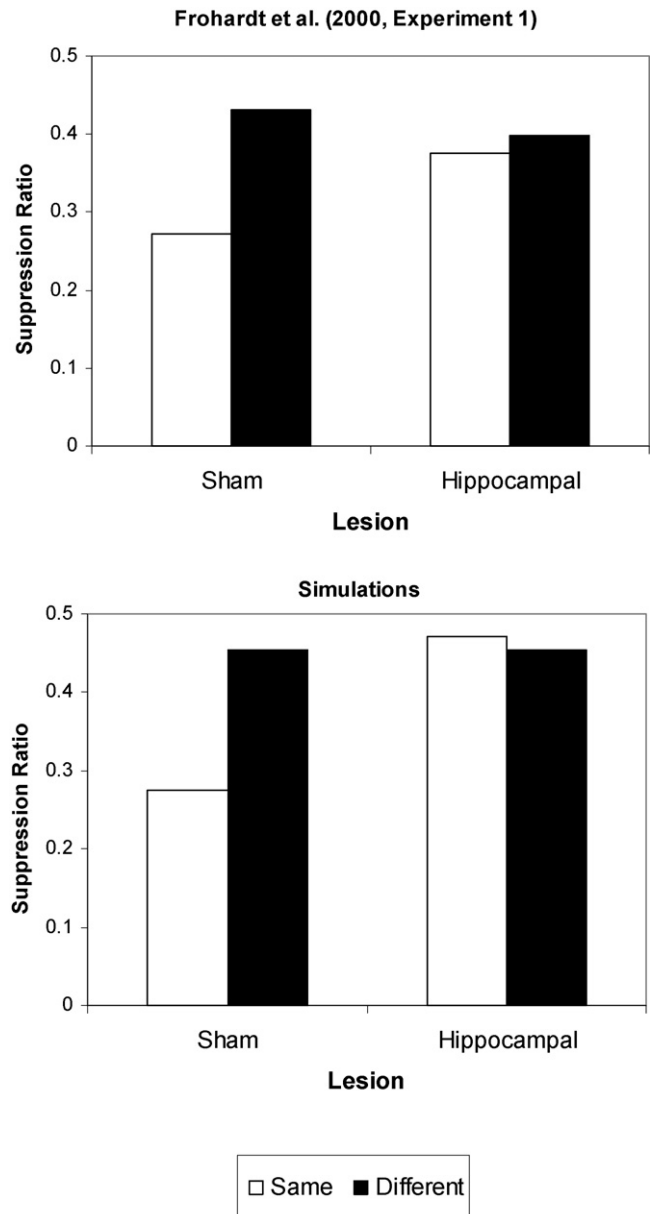 Frohardt et al. (2000, Experiment 1)
0.5
0.4
0.3
0.2
0.1
0
Suppression Ratio
Sham
Hippocampal
Lesion
Simulations
0.5
0.4
0.3
0.2
0.1
0
Suppression Ratio
Sham
Hippocampal
Lesion
Same Different